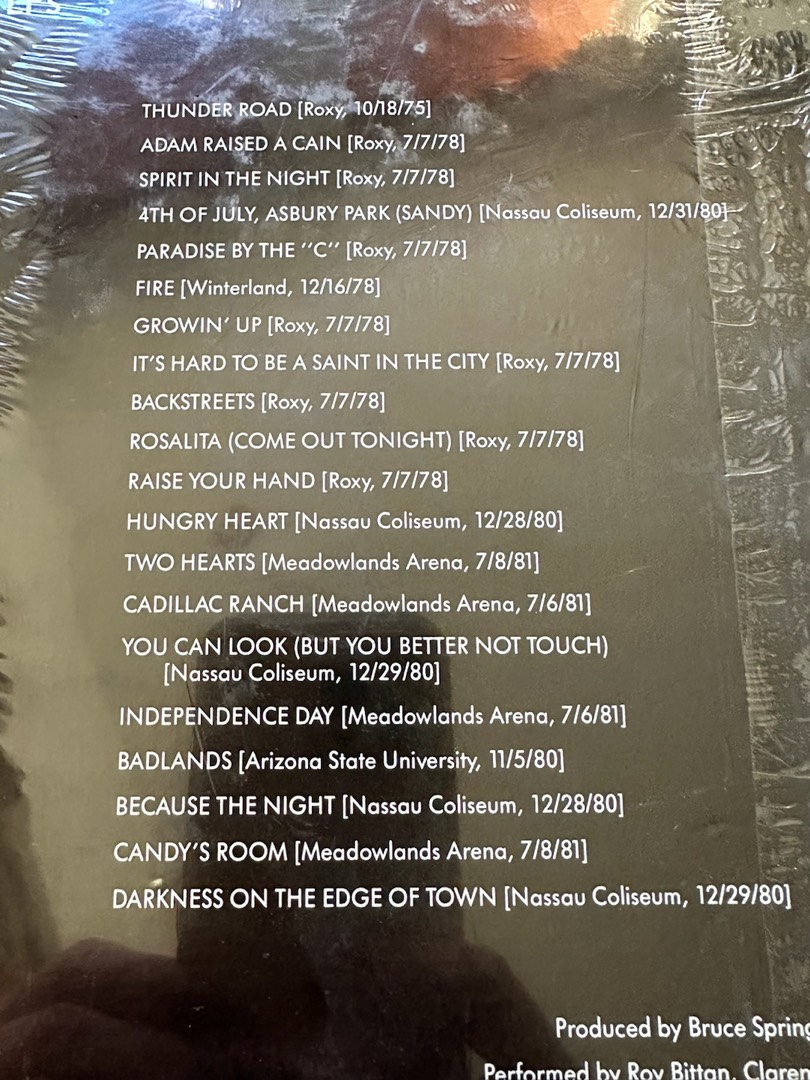 THUNDER ROAD [Roxy, 10/18/75]
ADAM RAISED A CAIN [Roxy, 7/7/78]
SPIRIT IN THE NIGHT [Roxy, 7/7/78]
4TH OF JULY, ASBURY PARK (SANDY) [Nassau Coliseum, 12/31/80]
PARADISE BY THE "C" [Roxy, 7/7/78]
FIRE [Winterland, 12/16/78]
GROWIN' UP [Roxy, 7/7/78]
IT'S HARD TO BE A SAINT IN THE CITY [Roxy, 7/7/78]
BACKSTREETS [Roxy, 7/7/78]
ROSALITA (COME OUT TONIGHT) [Roxy, 7/7/78]
RAISE YOUR HAND [Roxy, 7/7/78]
HUNGRY HEART [Nassau Coliseum, 12/28/80]
TWO HEARTS [Meadowlands Arena, 7/8/81]
CADILLAC RANCH [Meadowlands Arena, 7/6/81]
YOU CAN LOOK (BUT YOU BETTER NOT TOUCH)
[Nassau Coliseum, 12/29/80]
INDEPENDENCE DAY [Meadowlands Arena, 7/6/81]
BADLANDS [Arizona State University, 11/5/80]
BECAUSE THE NIGHT [Nassau Coliseum, 12/28/80]
CANDY'S ROOM [Meadowlands Arena, 7/8/81]
DARKNESS ON THE EDGE OF TOWN [Nassau Coliseum, 12/29/80]
Produced by Bruce Spring
Performed by Roy Bittan, Claren